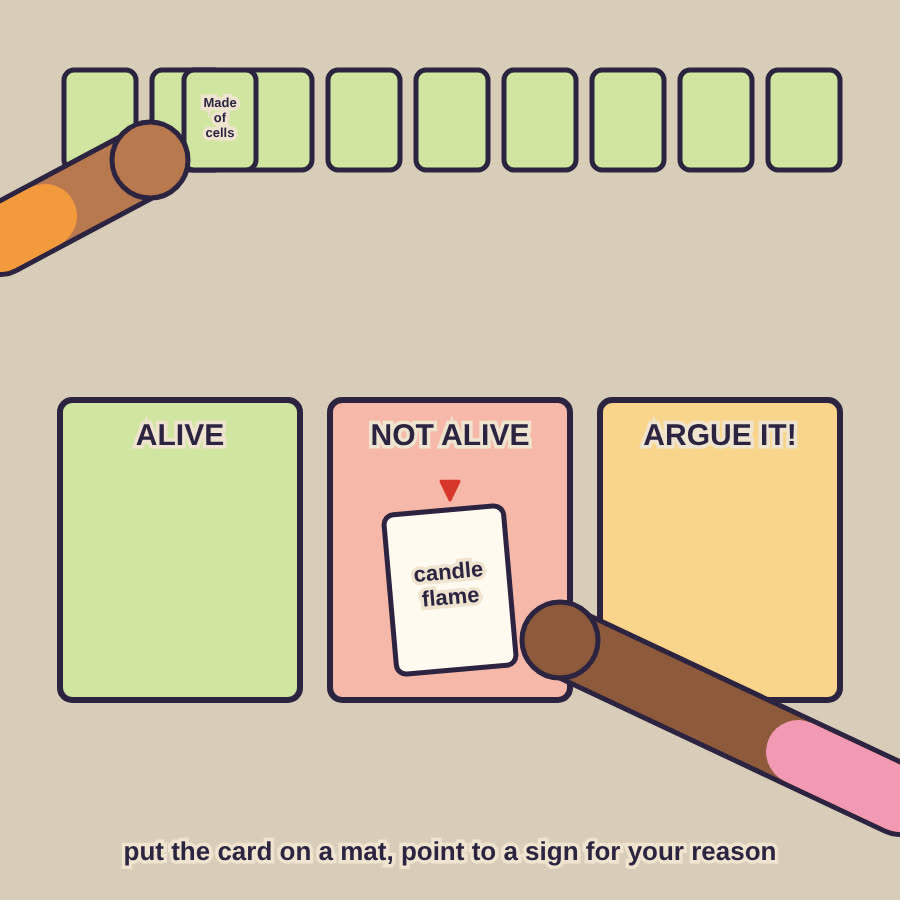 Made
of
cells
ALIVE
NOT ALIVE
ARGUE IT!
candle
flame
put the card on a mat, point to a sign for your reason